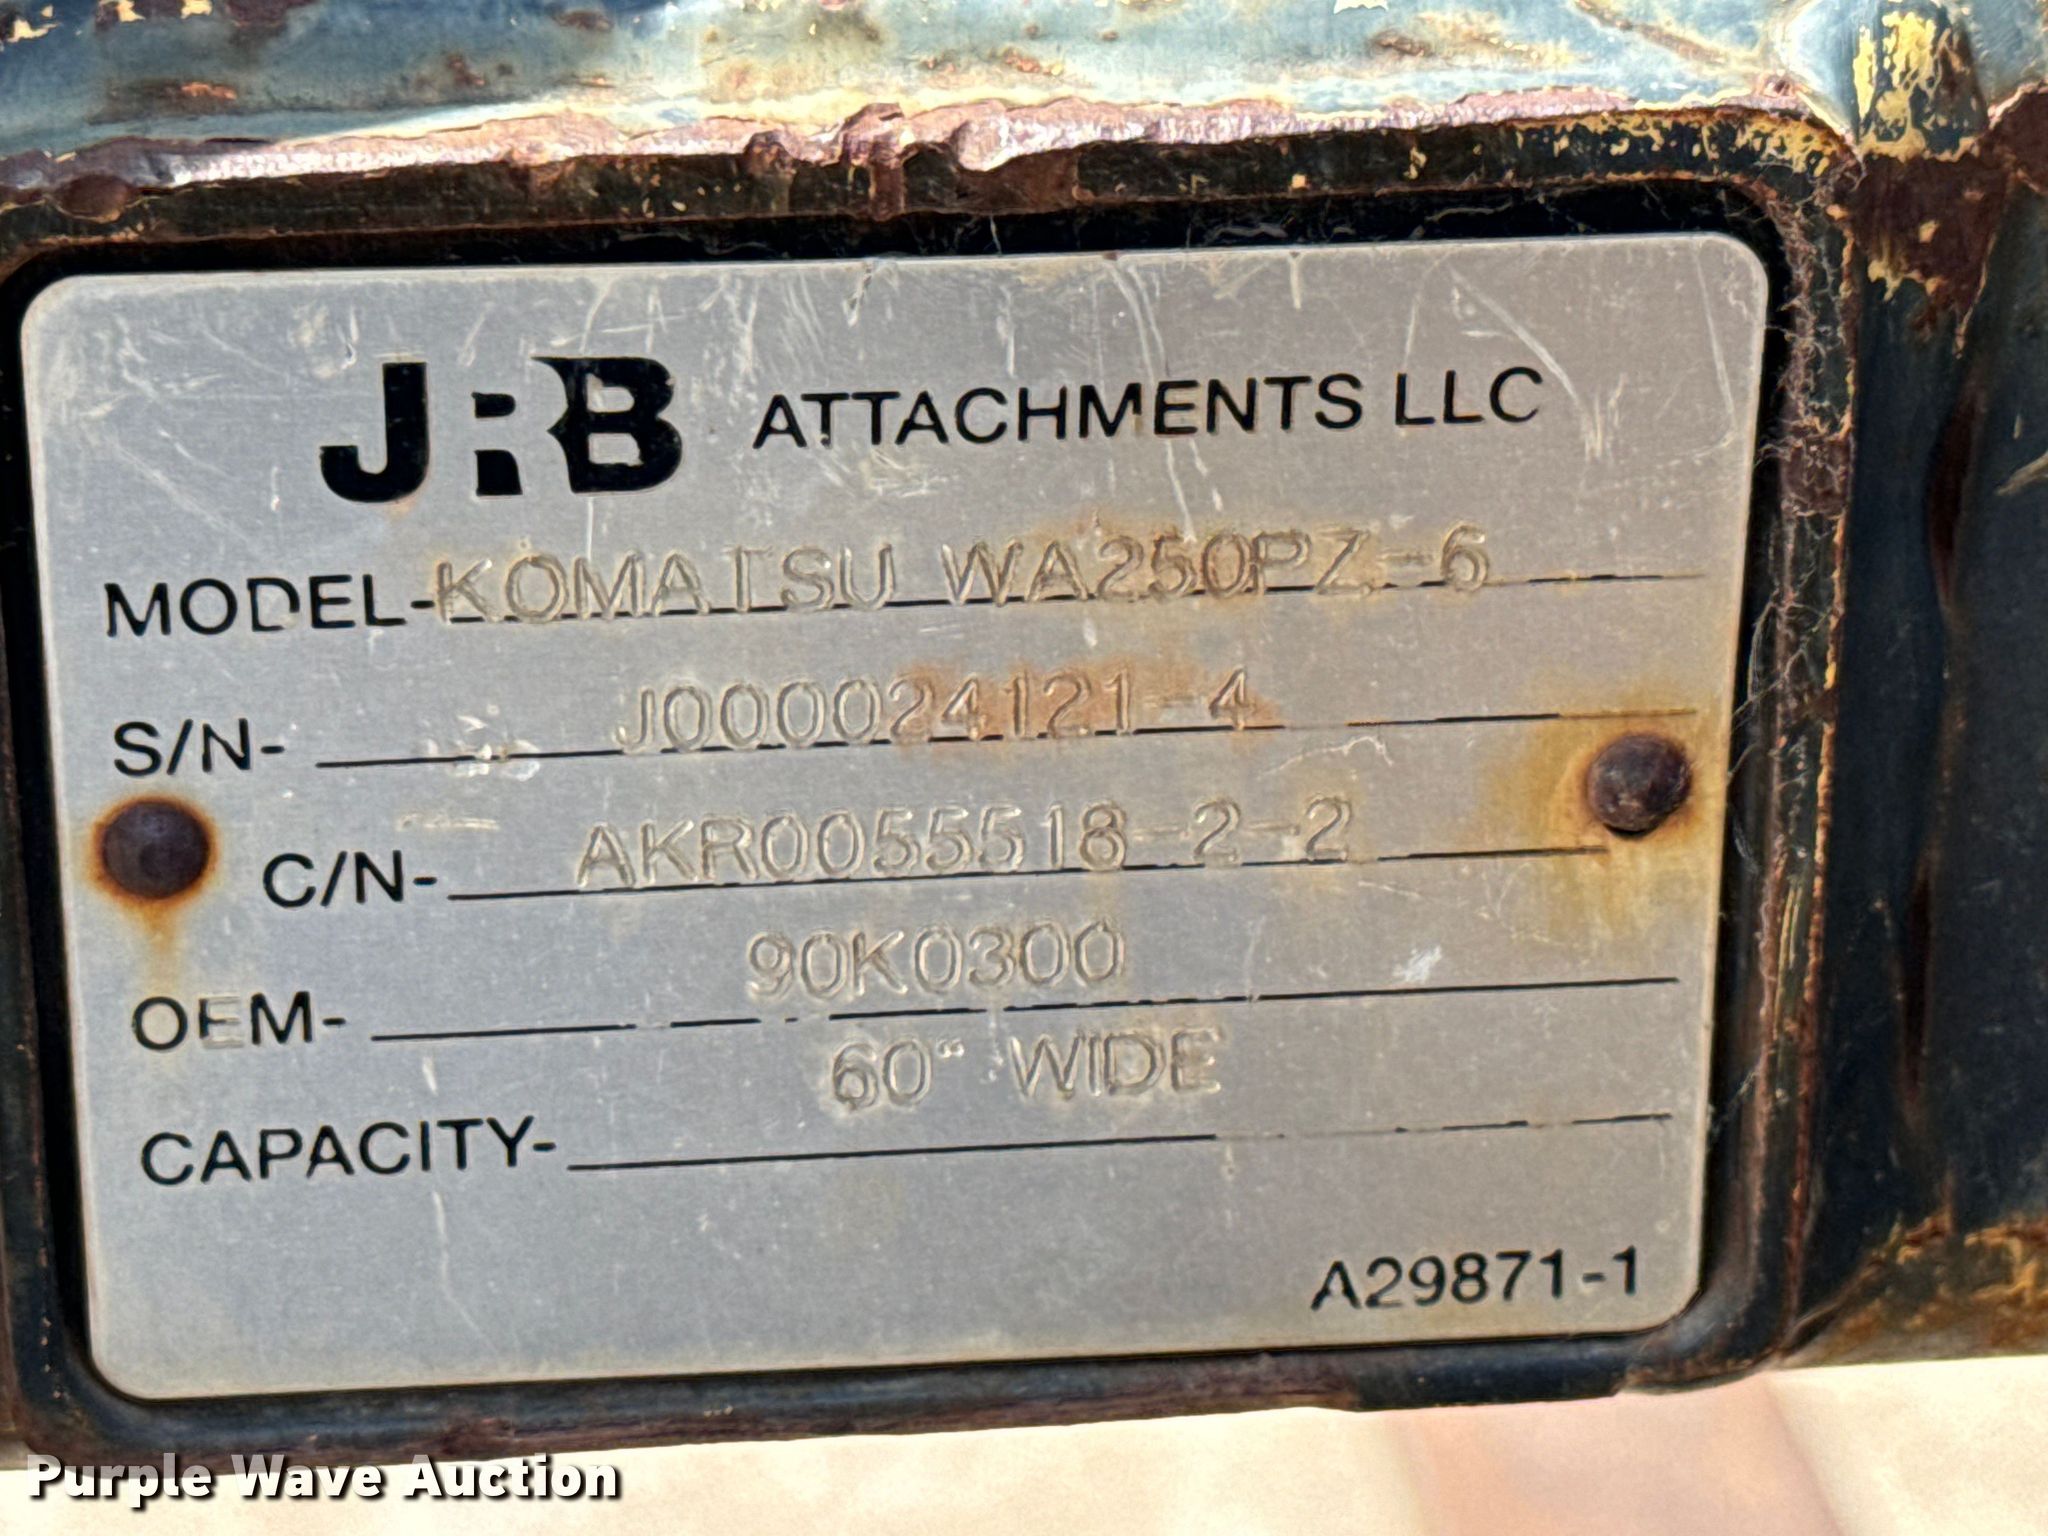 JRB ATTACHMENTS LLC
MODEL-KOMATSU WA250PZ-6
S/N- J000024121-4
C/N- AKR0055518-2-2
OEM- 90K0300
CAPACITY- 60" WIDE
A29871-1
Purple Wave Auction